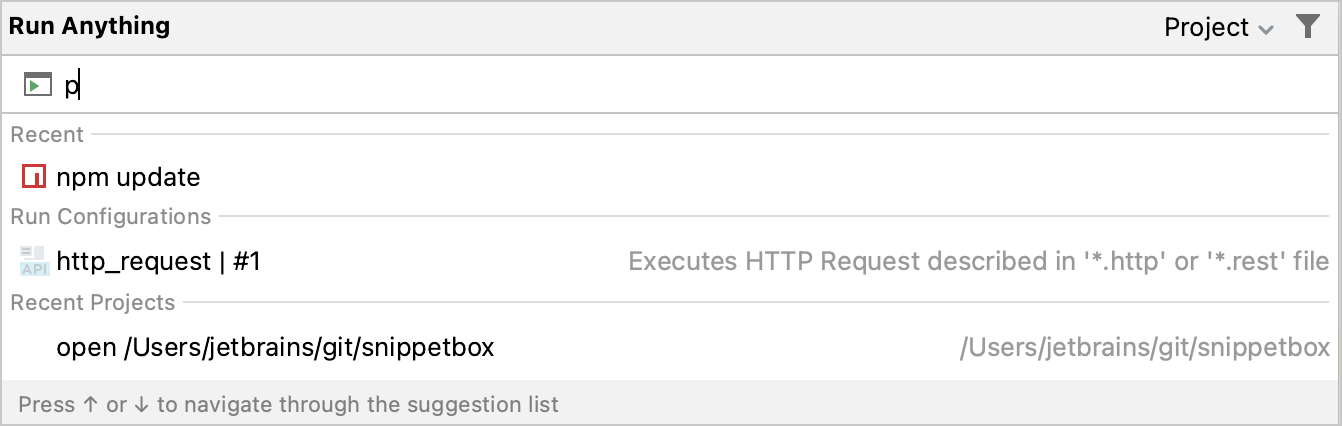 Run Anything Project
p
Recent
npm update
Run Configurations
API http_request | #1 Executes HTTP Request described in '*.http' or '*.rest' file
Recent Projects
open /Users/jetbrains/git/snippetbox /Users/jetbrains/git/snippetbox
Press ↑ or ↓ to navigate through the suggestion list